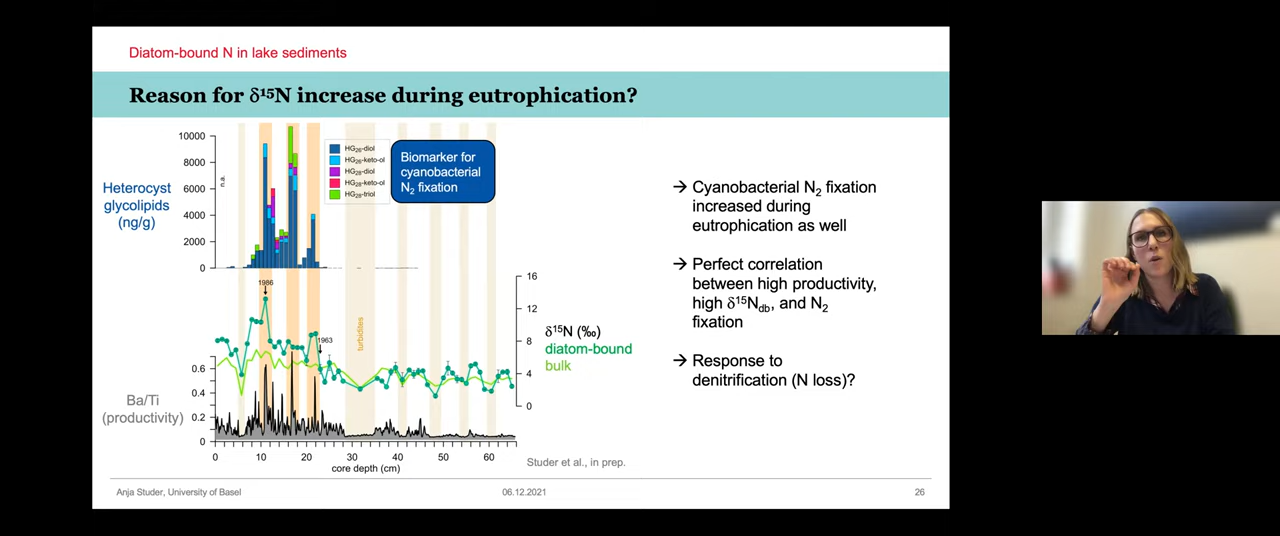 Diatom-bound N in lake sediments
Reason for δ¹⁵N increase during eutrophication?
10000
8000
6000
4000
2000
0
Heterocyst
glycolipids
(ng/g)
n.a.
HG₂₆-diol
HG₂₆-keto-ol
HG₂₈-diol
HG₂₈-keto-ol
HG₂₈-triol
Biomarker for
cyanobacterial
N₂ fixation
→ Cyanobacterial N₂ fixation
increased during
eutrophication as well
→ Perfect correlation
between high productivity,
high δ¹⁵N_db, and N₂
fixation
→ Response to
denitrification (N loss)?
1986
1963
turbidites
16
12
8
4
0
δ¹⁵N (‰)
diatom-bound
bulk
0.6
0.4
0.2
0
Ba/Ti
(productivity)
0 10 20 30 40 50 60
core depth (cm)
Studer et al., in prep.
Anja Studer, University of Basel
06.12.2021
26